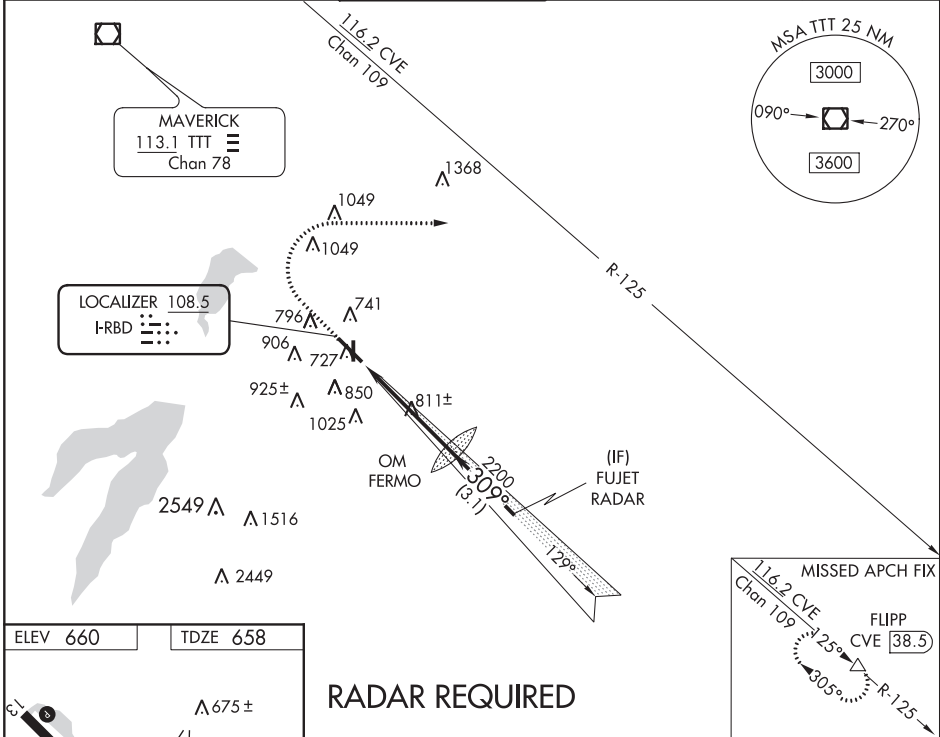 116.2 CVE
Chan 109
MSA TTT 25 NM
3000
090°
270°
3600
MAVERICK
113.1 TTT
Chan 78
1368
1049
1049
R-125
LOCALIZER 108.5
I-RBD
796
741
906
727
925±
850
811±
1025
OM
FERMO
2200
309°
(3.1)
(IF)
FUJET
RADAR
129°
2549
1516
2449
MISSED APCH FIX
116.2 CVE
Chan 109
FLIPP
CVE 38.5
125°
305°
R-125
ELEV 660
TDZE 658
RADAR REQUIRED
675±
13
P